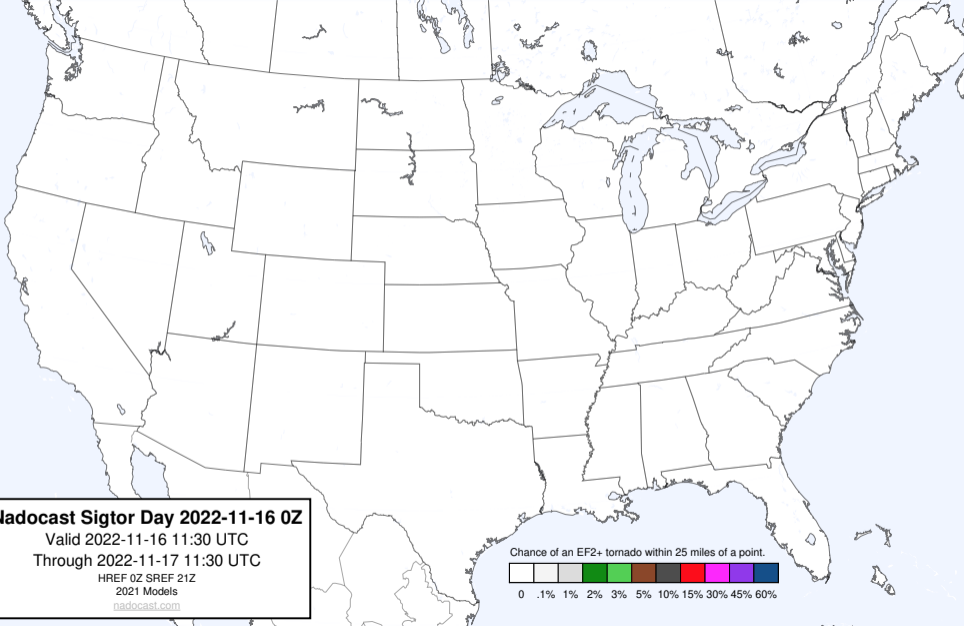 Nadocast Sigtor Day 2022-11-16 0Z
Valid 2022-11-16 11:30 UTC
Through 2022-11-17 11:30 UTC
HREF 0Z SREF 21Z
2021 Models
nadocast.com
Chance of an EF2+ tornado within 25 miles of a point.
0 .1% 1% 2% 3% 5% 10% 15% 30% 45% 60%